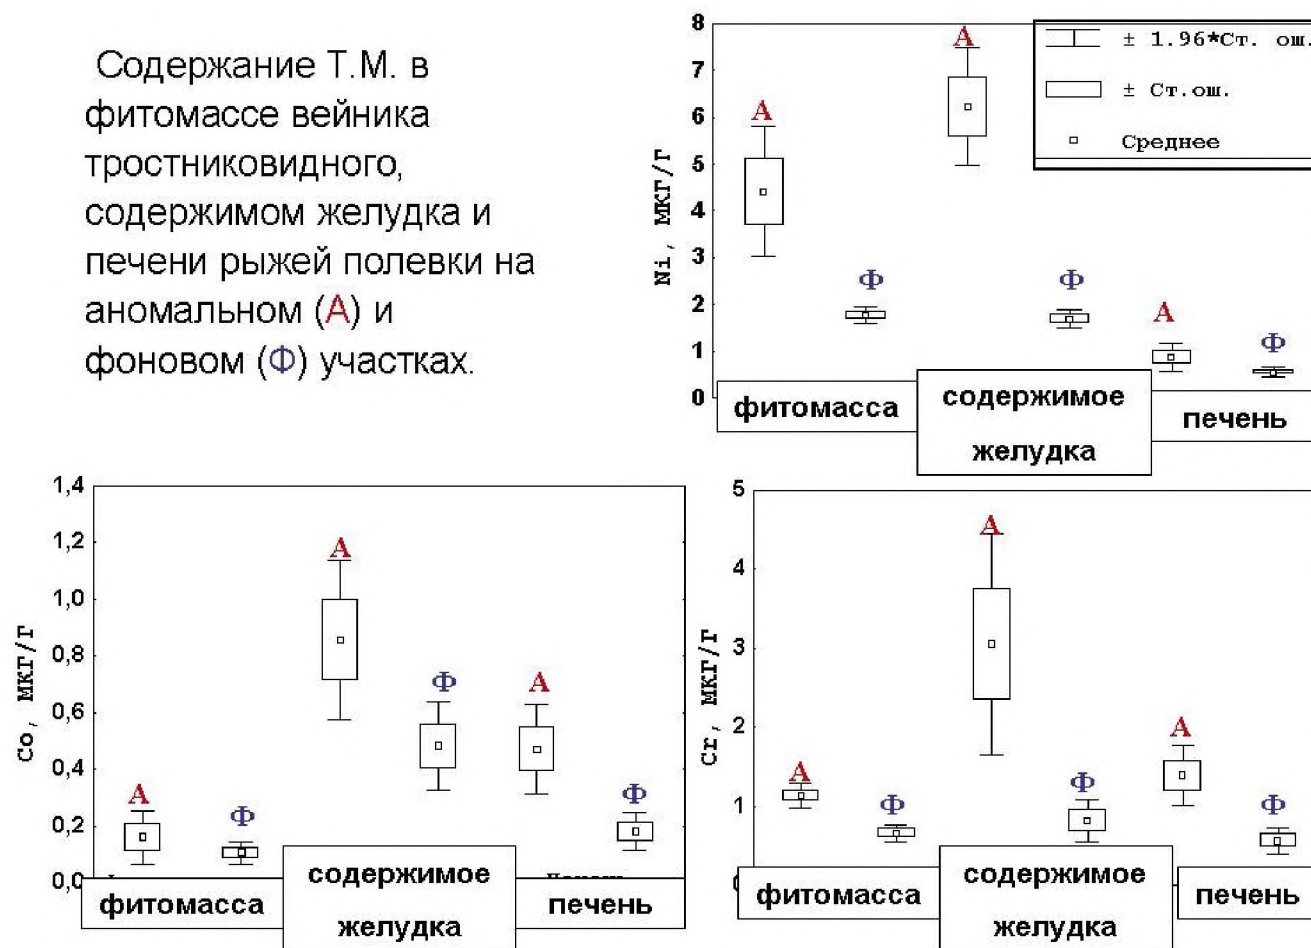 Содержание Т.М. в
фитомассе вейника
тростниковидного,
содержимом желудка и
печени рыжей полевки на
аномальном (А) и
фоновом (Ф) участках.
8
7
6
5
4
3
2
1
0
Ni, МКГ/Г
А
Ф
А
Ф
А
Ф
± 1.96*Ст. ош.
± Ст.ош.
Среднее
фитомасса
содержимое
желудка
печень
1,4
1,2
1,0
0,8
0,6
0,4
0,2
0,0
Co, МКГ/Г
А
Ф
А
Ф
А
Ф
фитомасса
содержимое
желудка
печень
5
4
3
2
1
Cr, МКГ/Г
А
Ф
А
Ф
А
Ф
фитомасса
содержимое
желудка
печень